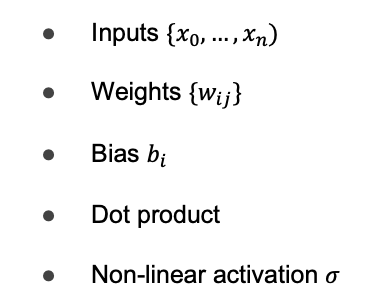 • Inputs {x₀, … , xₙ)
• Weights {wᵢⱼ}
• Bias bᵢ
• Dot product
• Non-linear activation σ